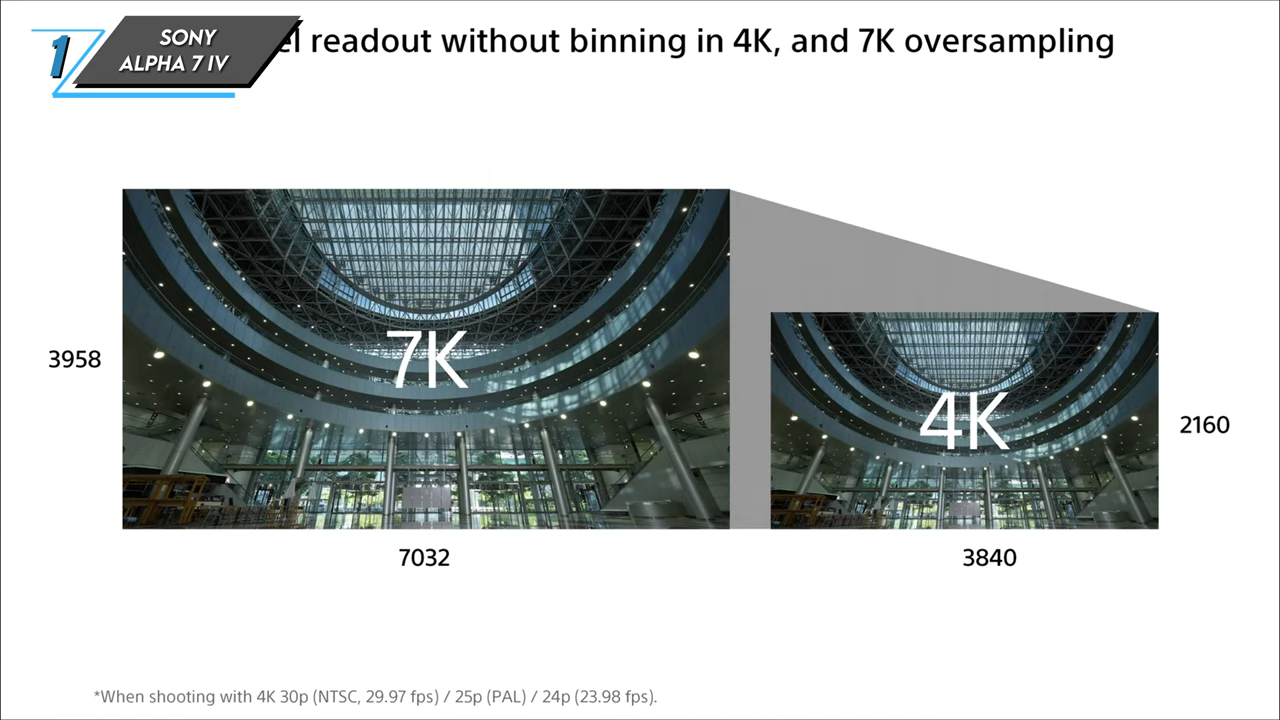 1
SONY
ALPHA 7 IV
readout without binning in 4K, and 7K oversampling
7K
4K
3958
2160
7032
3840
*When shooting with 4K 30p (NTSC, 29.97 fps) / 25p (PAL) / 24p (23.98 fps).